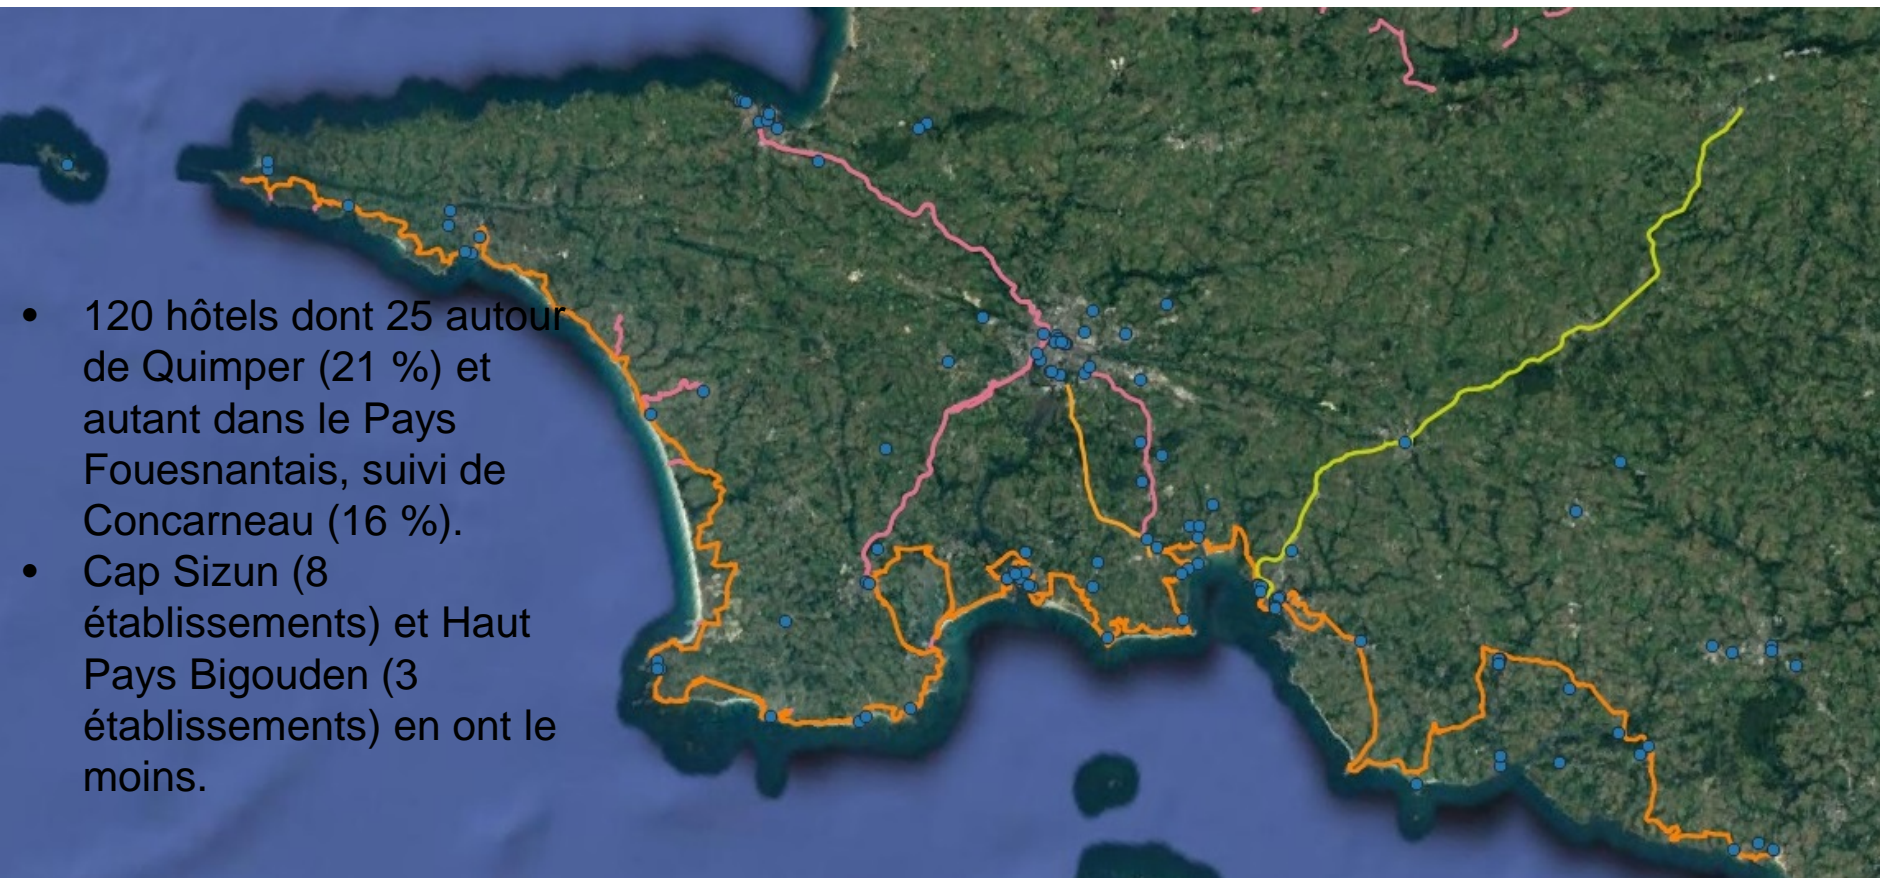 • 120 hôtels dont 25 autour
de Quimper (21 %) et
autant dans le Pays
Fouesnantais, suivi de
Concarneau (16 %).
• Cap Sizun (8
établissements) et Haut
Pays Bigouden (3
établissements) en ont le
moins.